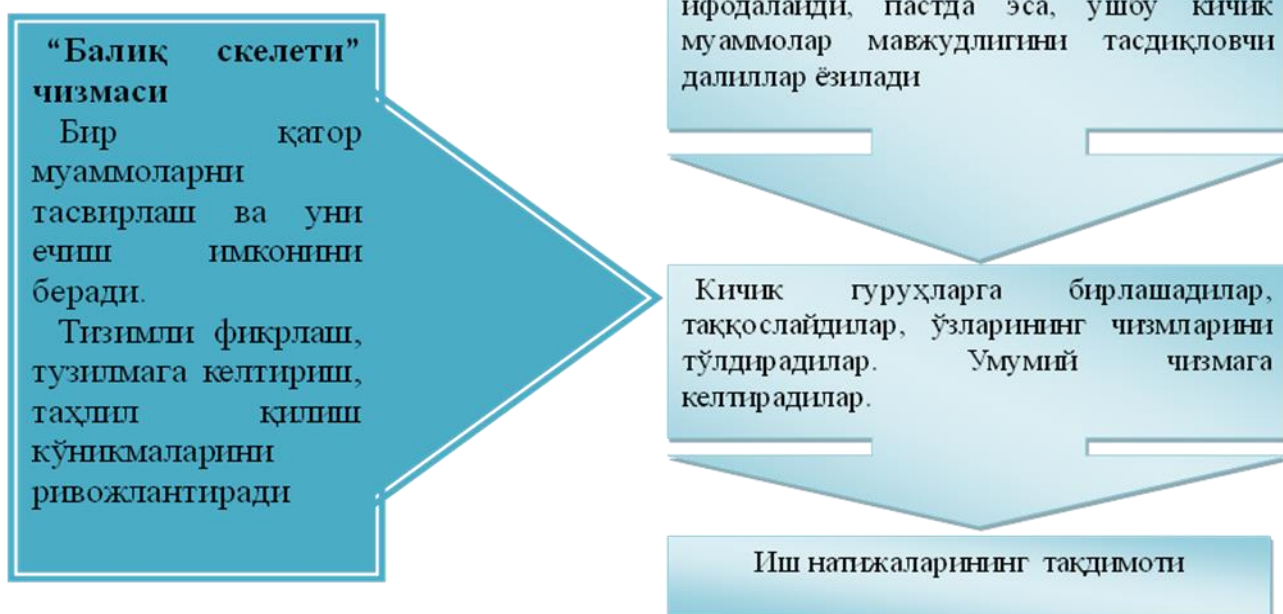 “Балиқ скелети”
чизмаси
Бир қатор
муаммоларни
тасвирлаш ва уни
ечиш имконини
беради.
Тизимли фикрлаш,
тузилмага келтириш,
таҳлил қилиш
кўникмаларини
ривожлантиради
ифодалайди, пастда эса, ушбу кичик
муаммолар мавжудлигини тасдиқловчи
далиллар ёзилади
Кичик гуруҳларга бирлашадилар,
таққослайдилар, ўзларининг чизмларини
тўлдирадилар. Умумий чизмага
келтирадилар.
Иш натижаларининг тақдимоти